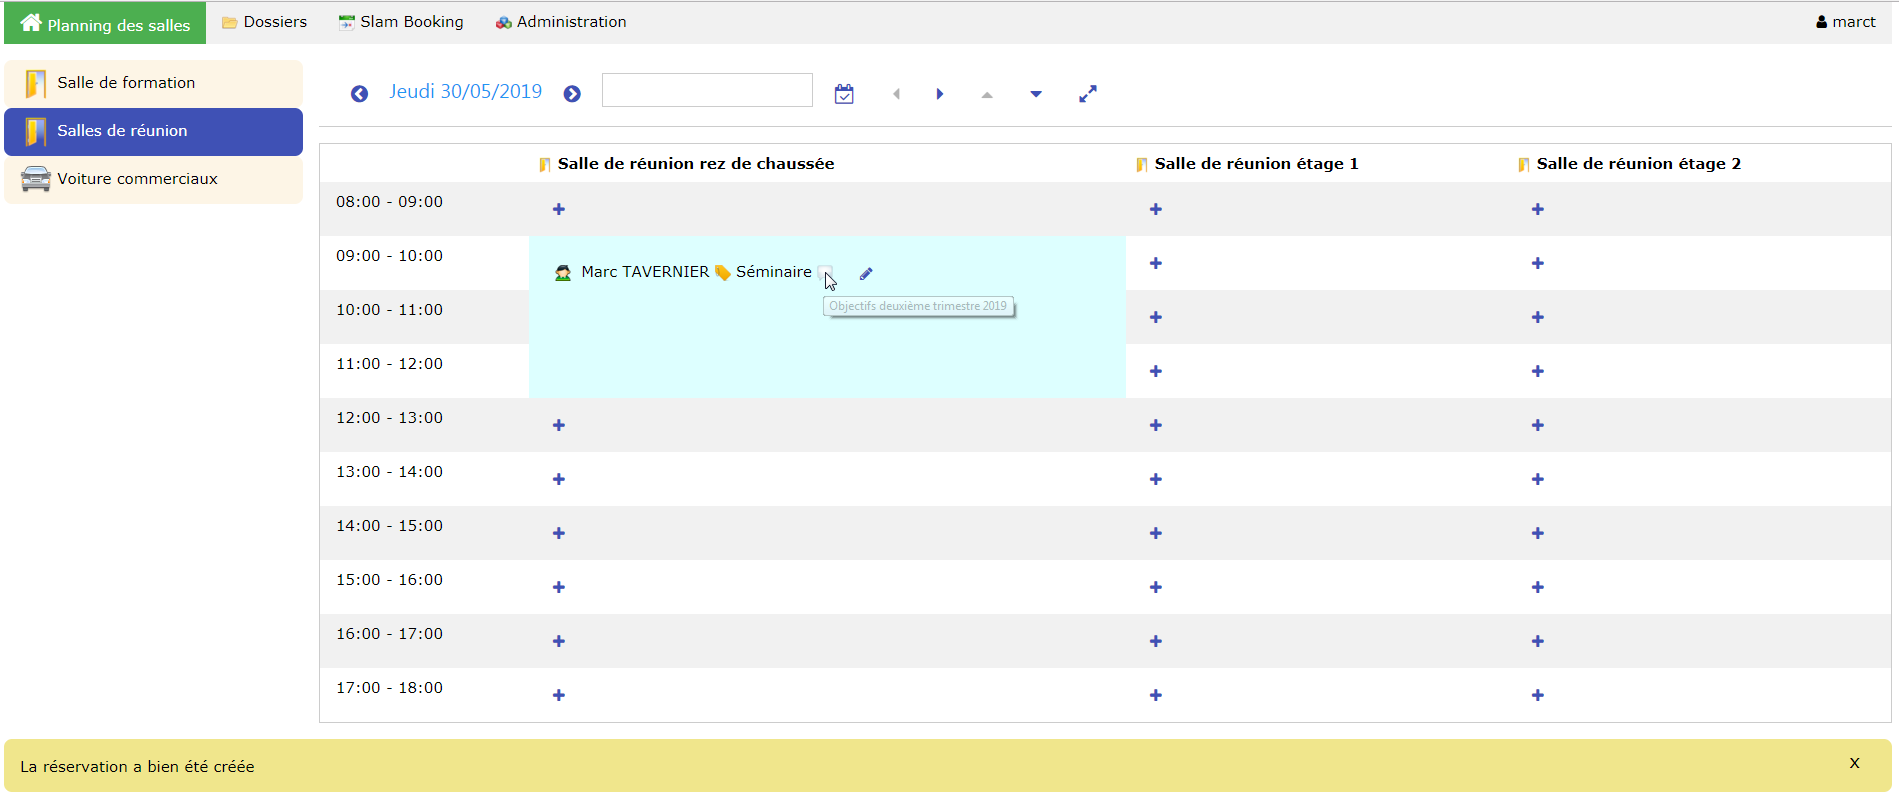 Planning des salles Dossiers Slam Booking Administration marct
Salle de formation
Salles de réunion
Voiture commerciaux
Jeudi 30/05/2019
Salle de réunion rez de chaussée Salle de réunion étage 1 Salle de réunion étage 2
08:00 - 09:00
09:00 - 10:00
Marc TAVERNIER Séminaire
Objectifs deuxième trimestre 2019
10:00 - 11:00
11:00 - 12:00
12:00 - 13:00
13:00 - 14:00
14:00 - 15:00
15:00 - 16:00
16:00 - 17:00
17:00 - 18:00
La réservation a bien été créée x